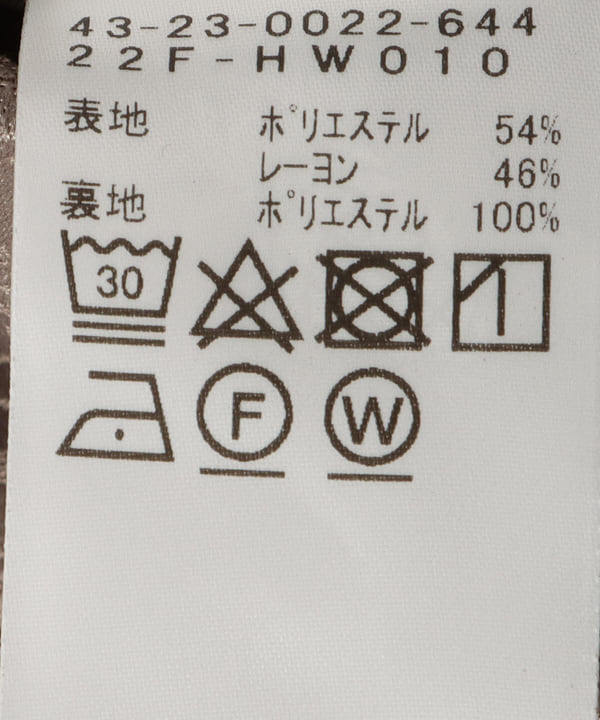 43-23-0022-644
22F-HW010
表地 ポリエステル 54%
レーヨン 46%
裏地 ポリエステル 100%
30
F W